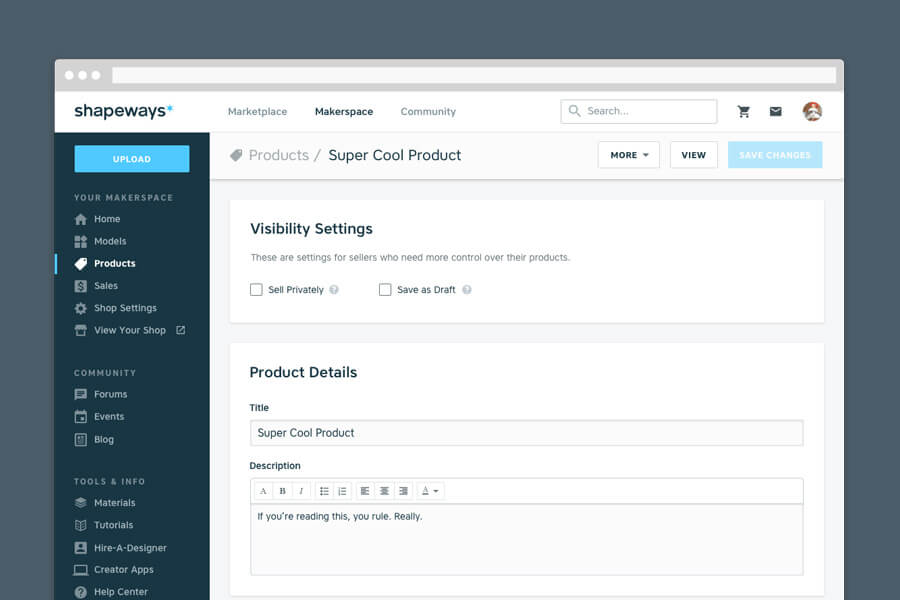 shapeways*
Marketplace
Makerspace
Community
Search...
UPLOAD
YOUR MAKERSPACE
Home
Models
Products
Sales
Shop Settings
View Your Shop
COMMUNITY
Forums
Events
Blog
TOOLS & INFO
Materials
Tutorials
Hire-A-Designer
Creator Apps
Help Center
Products / Super Cool Product
MORE
VIEW
SAVE CHANGES
Visibility Settings
These are settings for sellers who need more control over their products.
Sell Privately ?
Save as Draft ?
Product Details
Title
Super Cool Product
Description
A B I A
If you're reading this, you rule. Really.